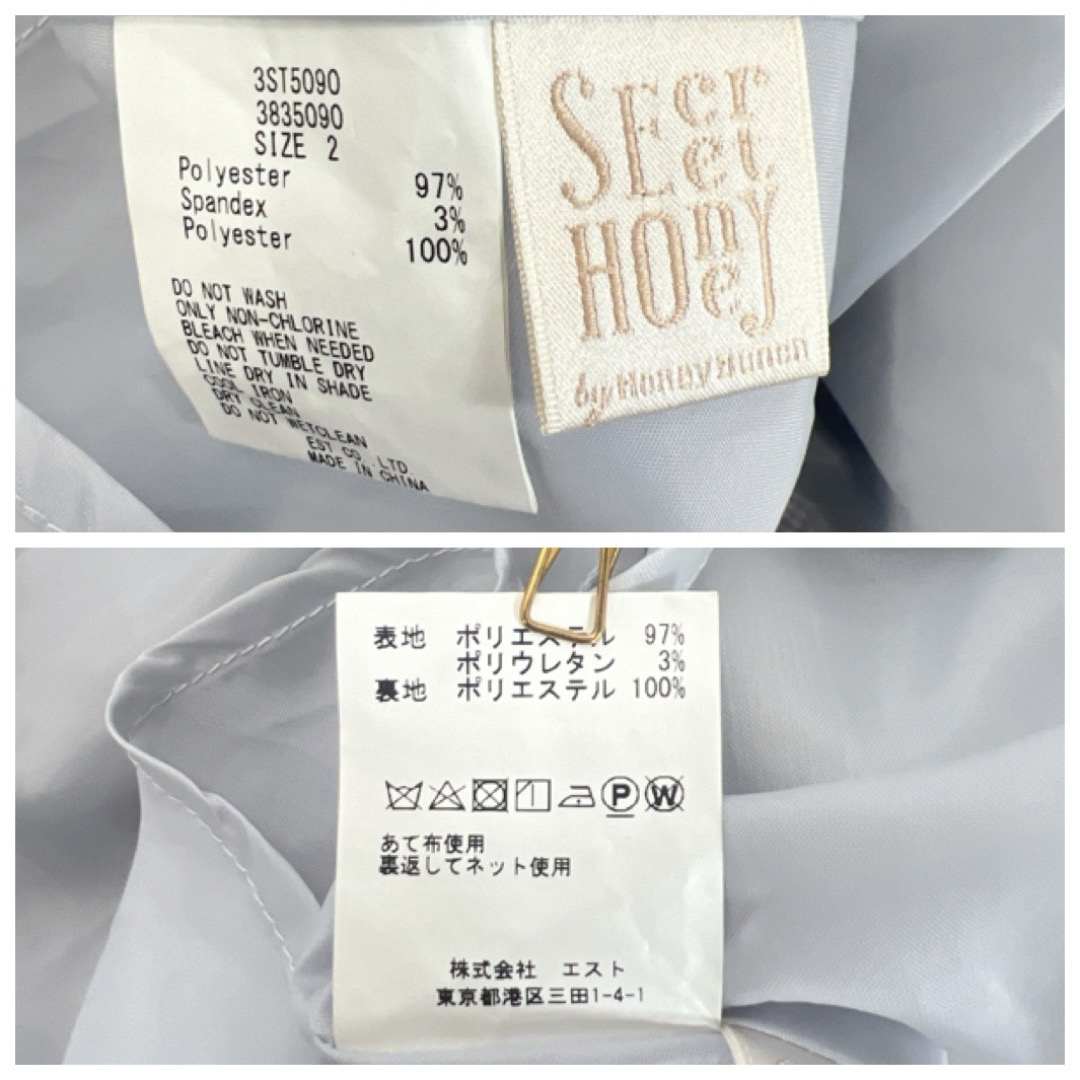 3ST5090
3835090
SIZE 2
Polyester 97%
Spandex 3%
Polyester 100%
DO NOT WASH
ONLY NON-CHLORINE
BLEACH WHEN NEEDED
DO NOT TUMBLE DRY
LINE DRY IN SHADE
COOL IRON
DRY CLEAN
DO NOT WETCLEAN
EST CO. LTD.
MADE IN CHINA
SEcret
HOney
by Honey Bunch
表地 ポリエステル 97%
ポリウレタン 3%
裏地 ポリエステル 100%
P W
あて布使用
裏返してネット使用
株式会社 エスト
東京都港区三田1-4-1